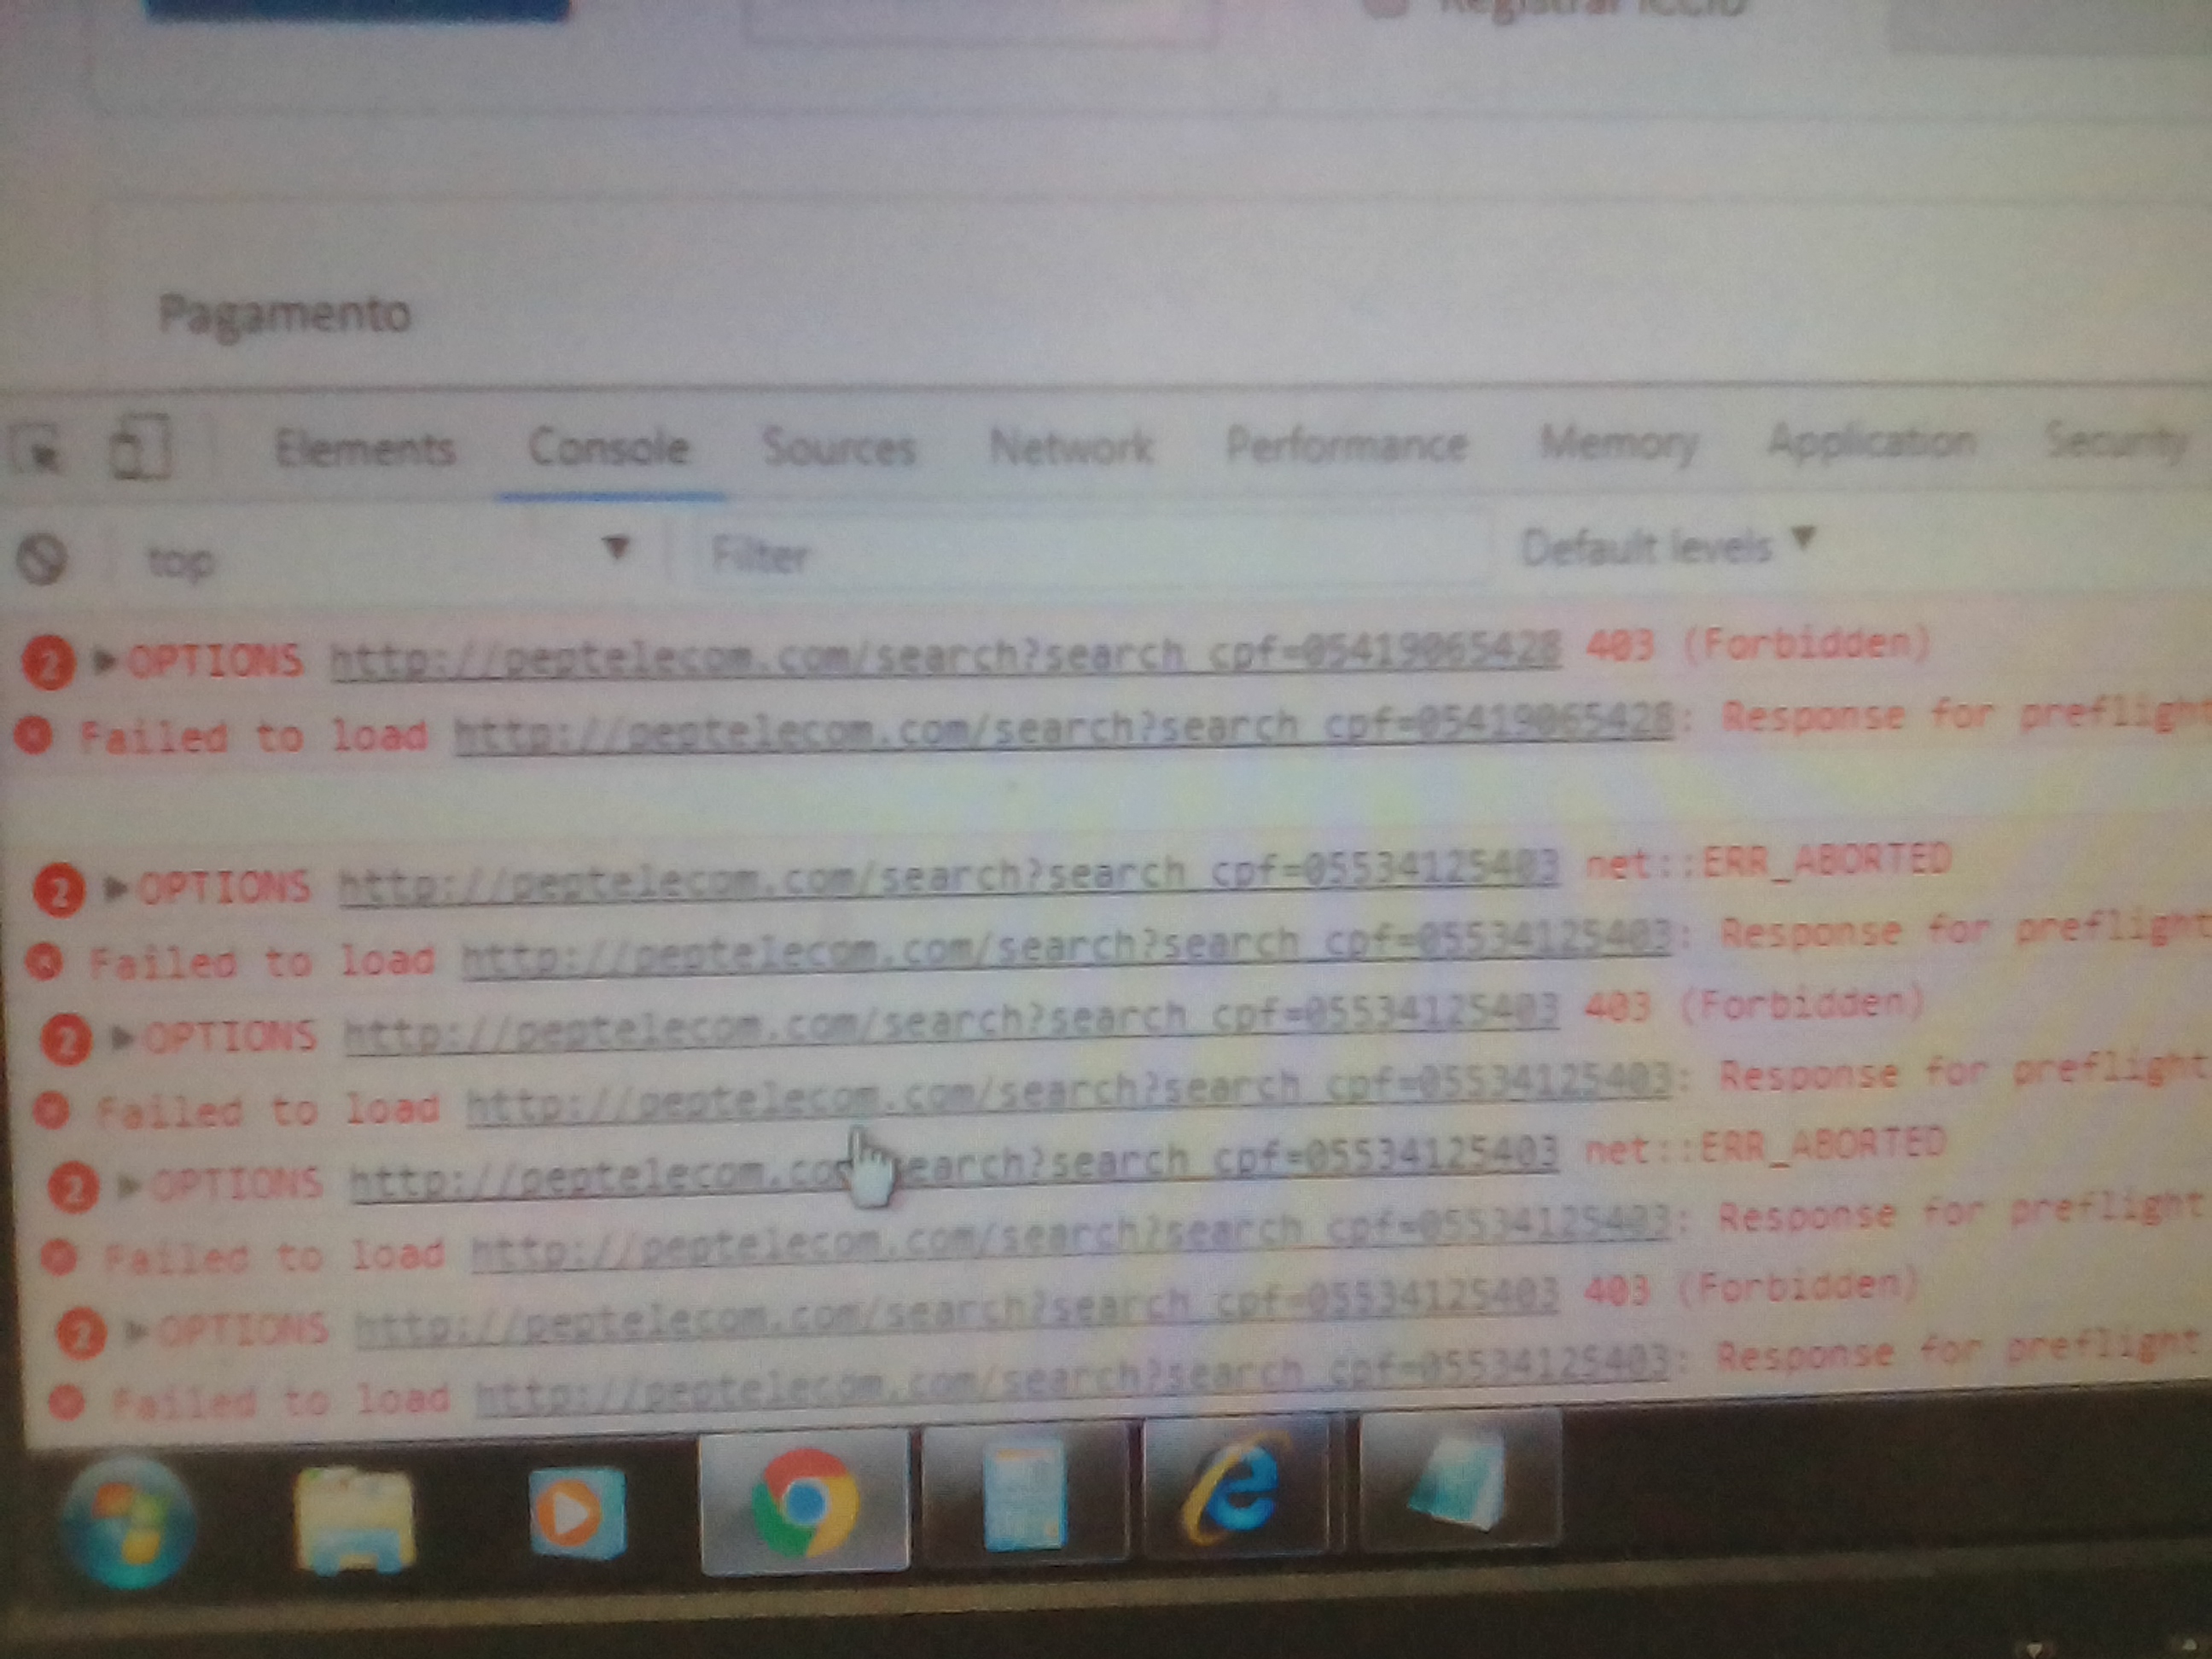 Registrar ICCID
Pagamento
Elements Console Sources Network Performance Memory Application Security
top Filter Default levels
2 OPTIONS http://peptelecom.com/search?search_cpf=05419065428 403 (Forbidden)
Failed to load http://peptelecom.com/search?search_cpf=05419065428: Response for preflight
2 OPTIONS http://peptelecom.com/search?search_cpf=05534125403 net::ERR_ABORTED
Failed to load http://peptelecom.com/search?search_cpf=05534125403: Response for preflight
2 OPTIONS http://peptelecom.com/search?search_cpf=05534125403 403 (Forbidden)
Failed to load http://peptelecom.com/search?search_cpf=05534125403: Response for preflight
2 OPTIONS http://peptelecom.com/search?search_cpf=05534125403 net::ERR_ABORTED
Failed to load http://peptelecom.com/search?search_cpf=05534125403: Response for preflight
2 OPTIONS http://peptelecom.com/search?search_cpf=05534125403 403 (Forbidden)
Failed to load http://peptelecom.com/search?search_cpf=05534125403: Response for preflight